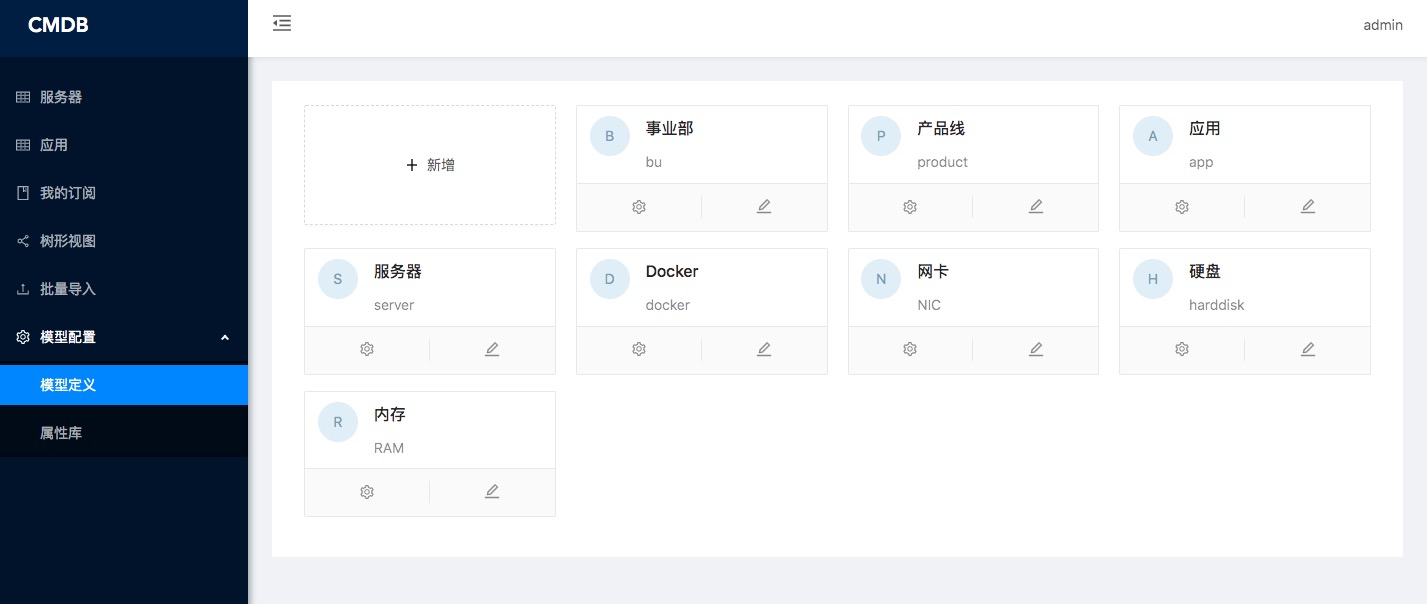 CMDB
admin
服务器
应用
我的订阅
树形视图
批量导入
模型配置
模型定义
属性库
新增
B
事业部
bu
P
产品线
product
A
应用
app
S
服务器
server
D
Docker
docker
N
网卡
NIC
H
硬盘
harddisk
R
内存
RAM